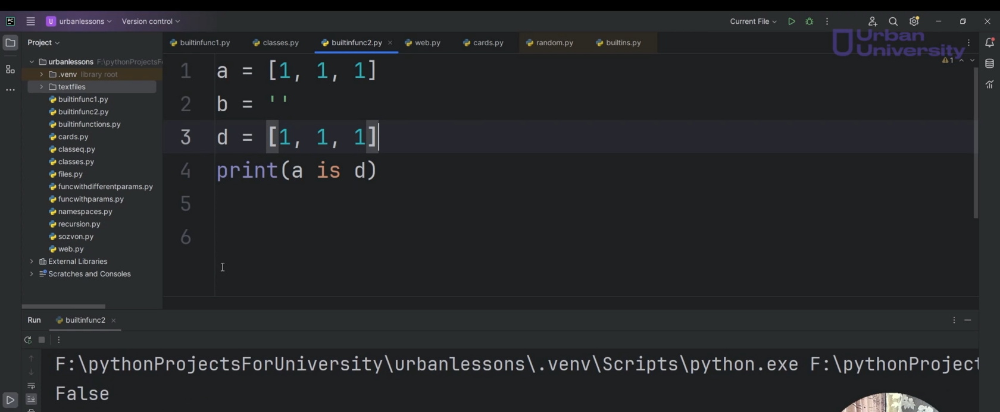 PC
U urbanlessons Version control
Current File
Urban University
Project
builtinfunc1.py classes.py builtinfunc2.py web.py cards.py random.py builtins.py
urbanlessons F:\pythonProjectsF
.venv library root
textfiles
builtinfunc1.py
builtinfunc2.py
builtinfunctions.py
cards.py
classeq.py
classes.py
files.py
funcwithdifferentparams.py
funcwithparams.py
namespaces.py
recursion.py
sozvon.py
web.py
External Libraries
Scratches and Consoles
1
1 a = [1, 1, 1]
2 b = ''
3 d = [1, 1, 1]
4 print(a is d)
5
6
Run builtinfunc2
F:\pythonProjectsForUniversity\urbanlessons\.venv\Scripts\python.exe F:\pythonProject
False